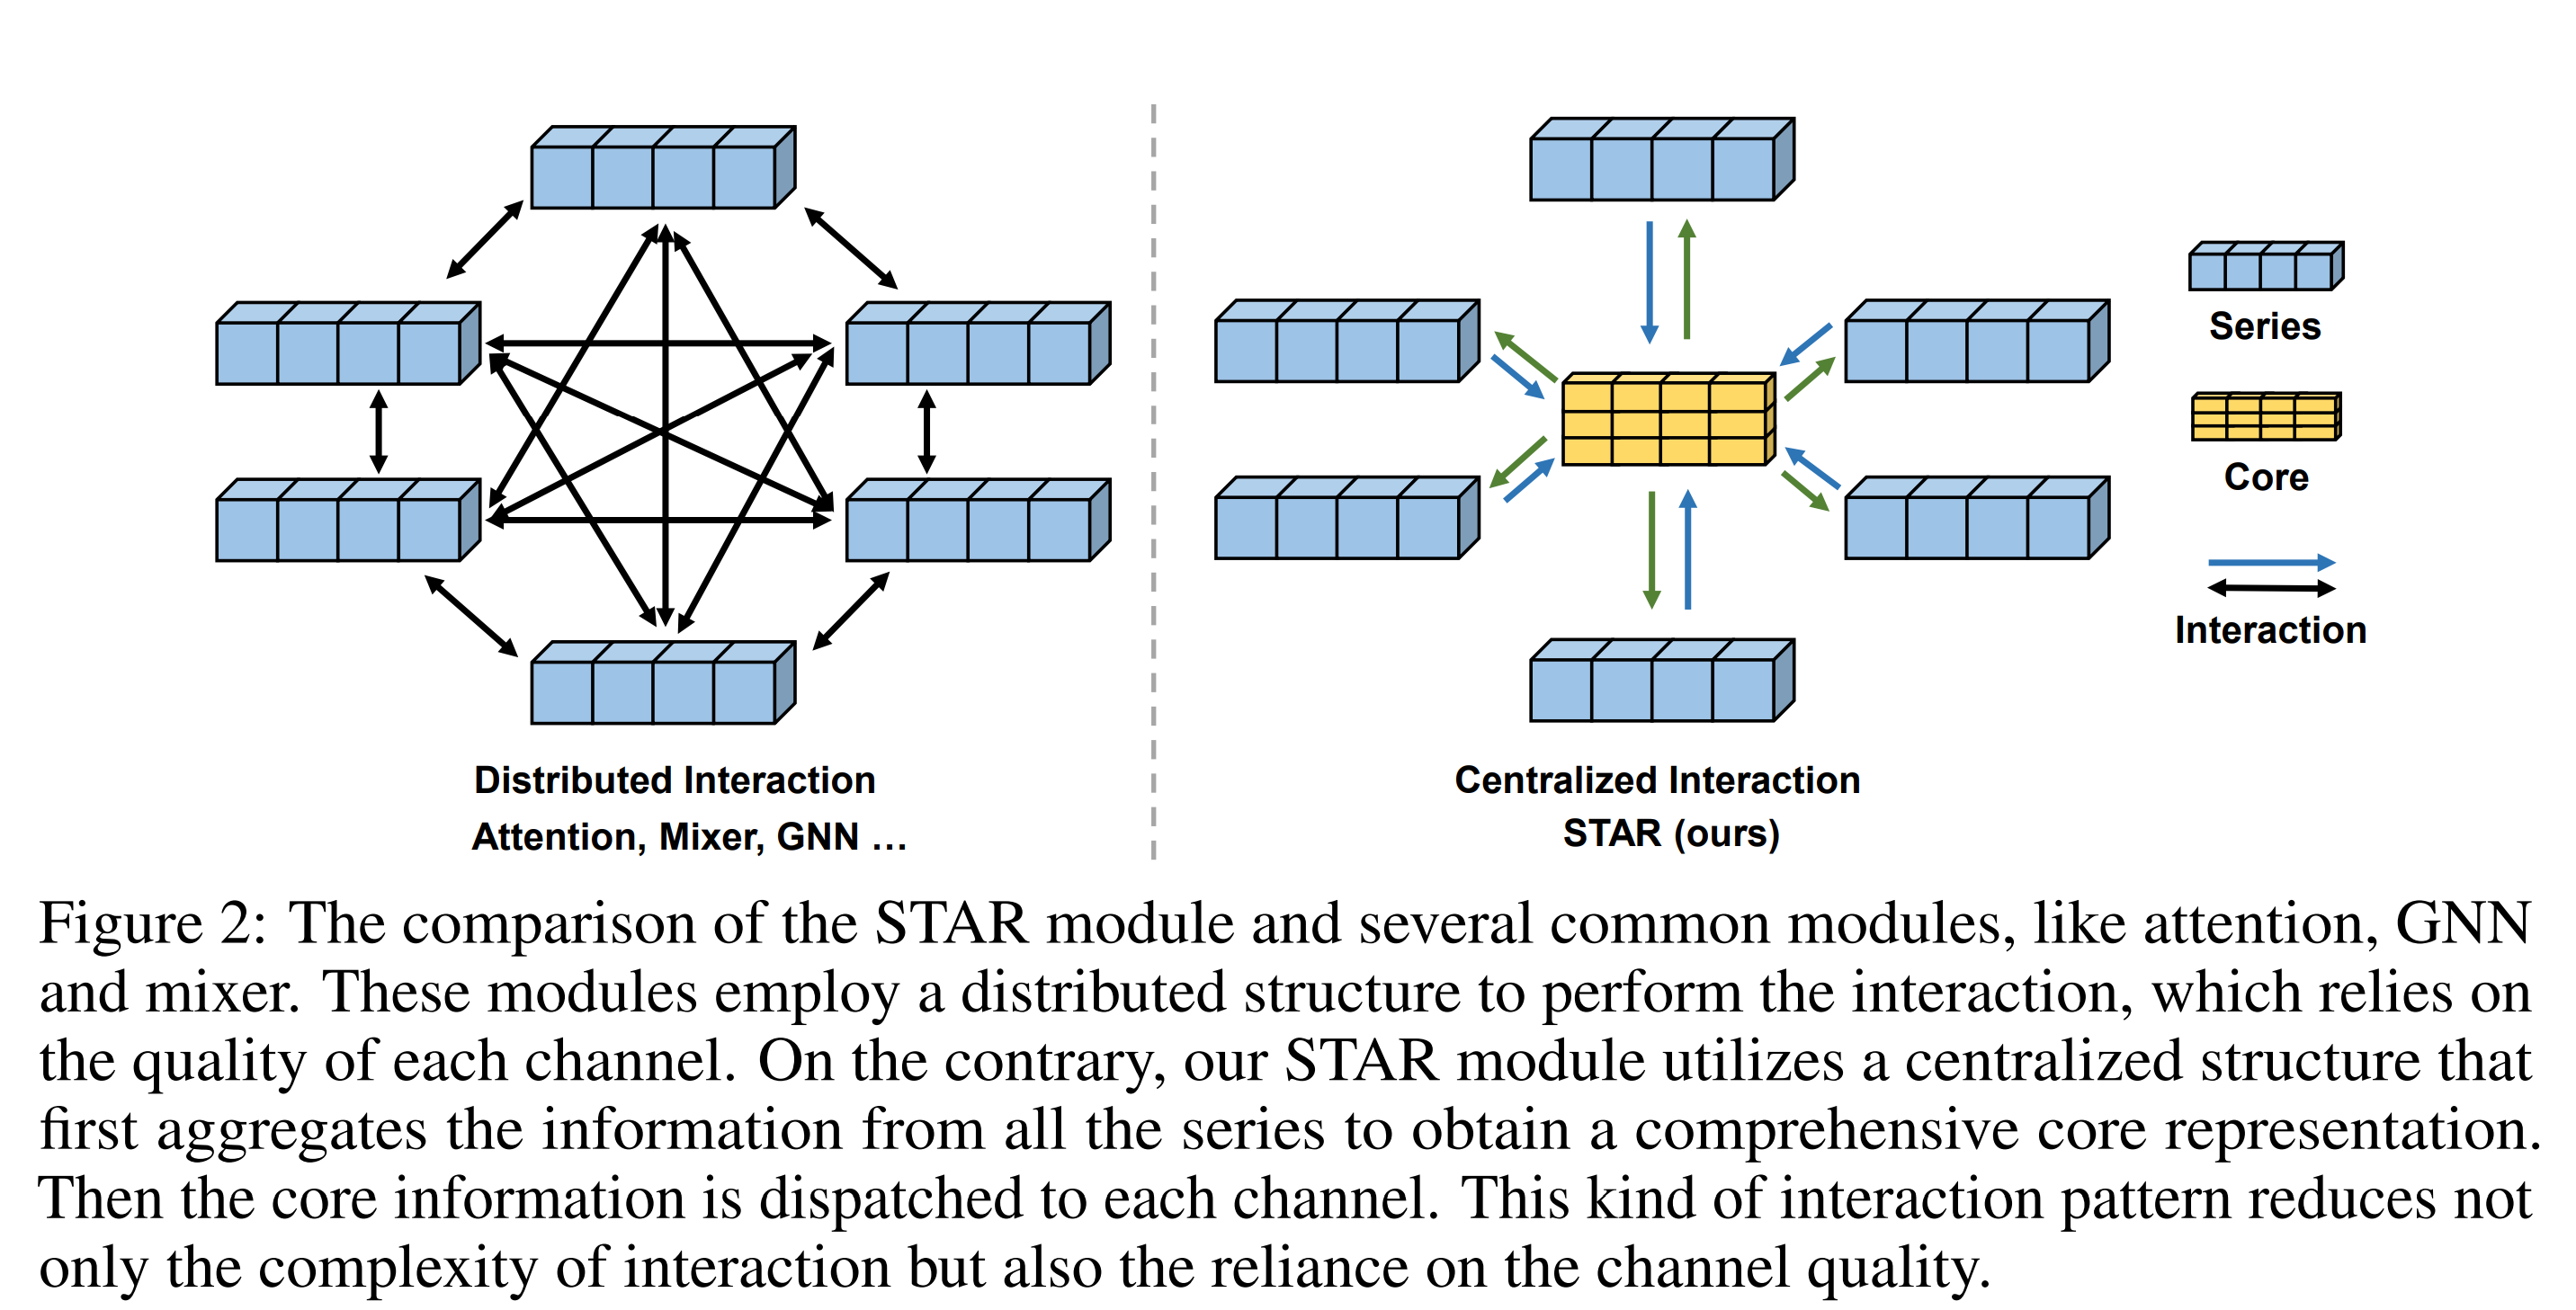 Series
Core
Interaction
Distributed Interaction
Attention, Mixer, GNN ...
Centralized Interaction
STAR (ours)
Figure 2: The comparison of the STAR module and several common modules, like attention, GNN
and mixer. These modules employ a distributed structure to perform the interaction, which relies on
the quality of each channel. On the contrary, our STAR module utilizes a centralized structure that
first aggregates the information from all the series to obtain a comprehensive core representation.
Then the core information is dispatched to each channel. This kind of interaction pattern reduces not
only the complexity of interaction but also the reliance on the channel quality.